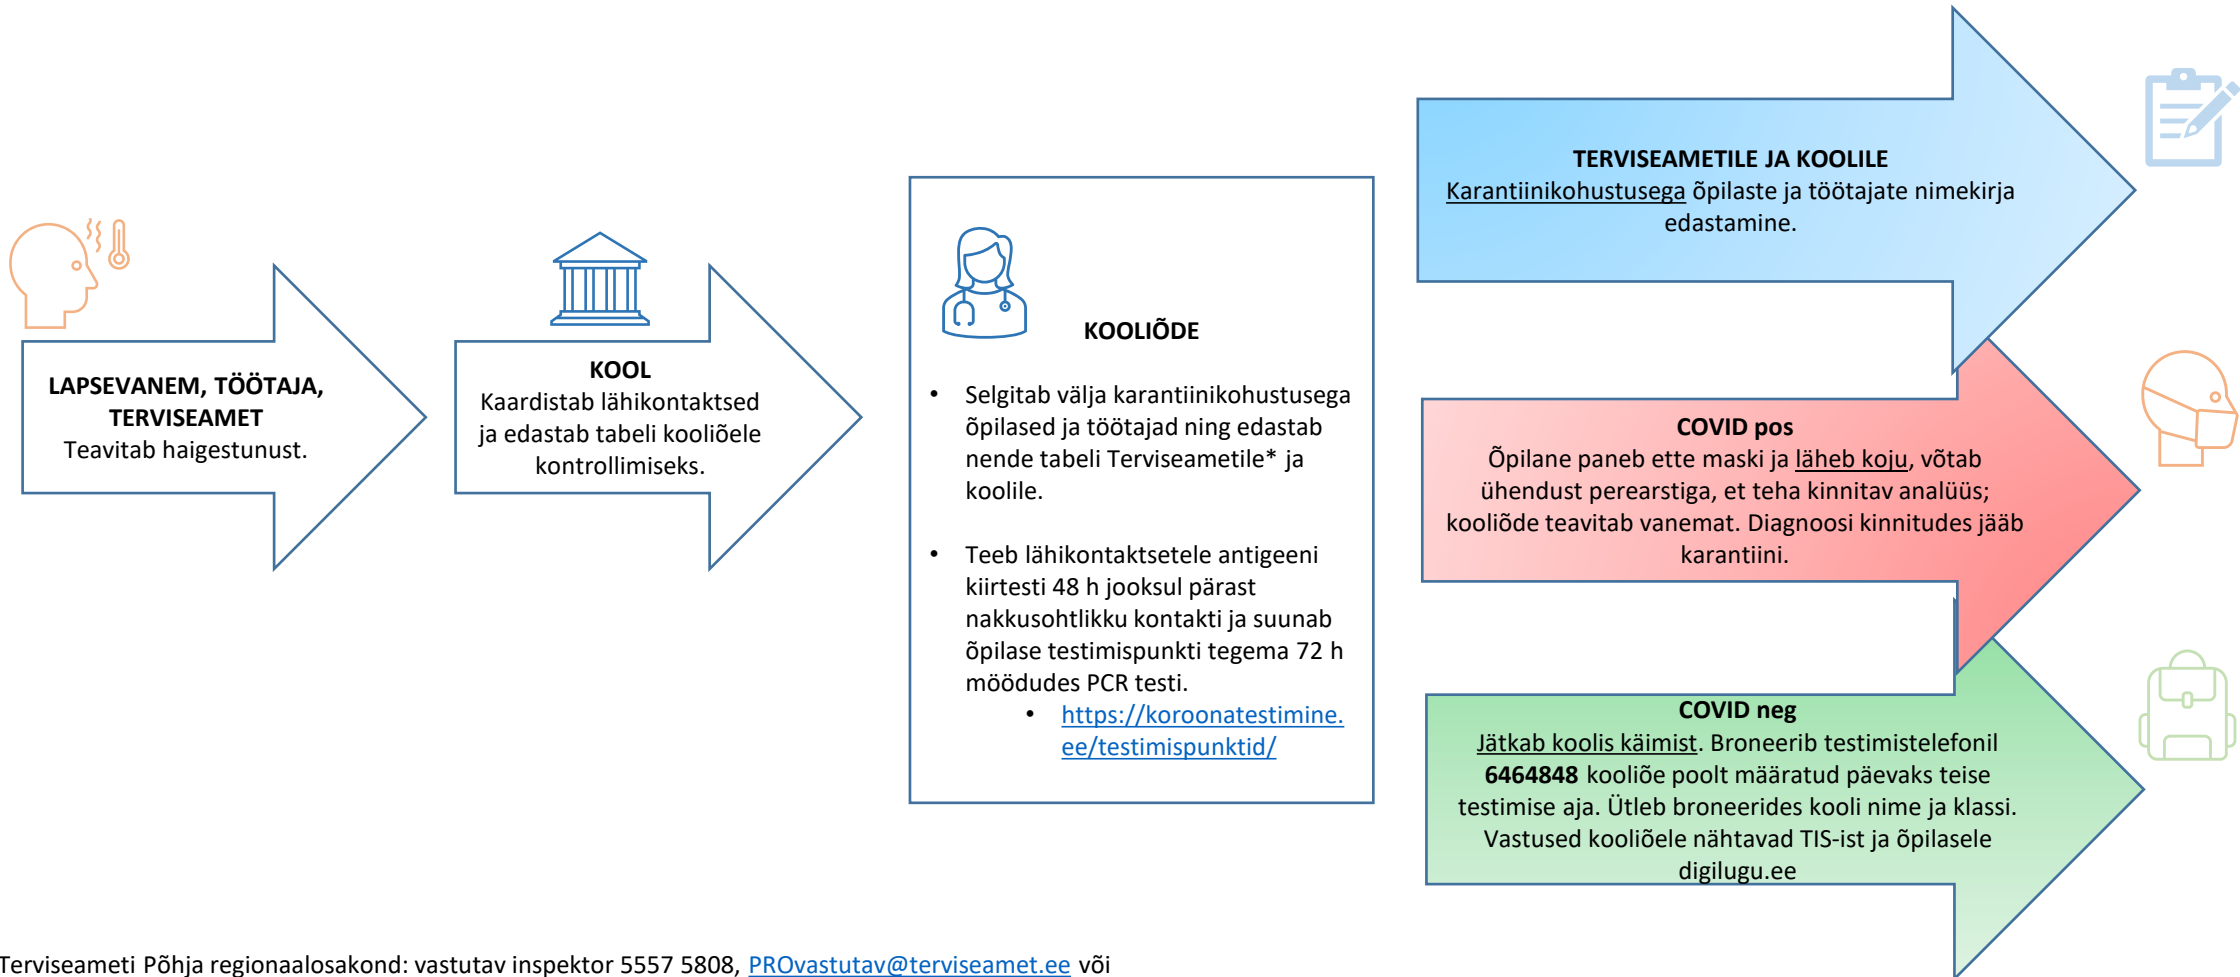 LAPSEVANEM, TÖÖTAJA,
TERVISEAMET
Teavitab haigestunust.
KOOL
Kaardistab lähikontaktsed
ja edastab tabeli kooliõele
kontrollimiseks.
KOOLIÕDE
• Selgitab välja karantiinikohustusega
õpilased ja töötajad ning edastab
nende tabeli Terviseametile* ja
koolile.
• Teeb lähikontaktsetele antigeeni
kiirtesti 48 h jooksul pärast
nakkusohtlikku kontakti ja suunab
õpilase testimispunkti tegema 72 h
möödudes PCR testi.
• https://koroonatestimine.
ee/testimispunktid/
TERVISEAMETILE JA KOOLILE
Karantiinikohustusega õpilaste ja töötajate nimekirja
edastamine.
COVID pos
Õpilane paneb ette maski ja läheb koju, võtab
ühendust perearstiga, et teha kinnitav analüüs;
kooliõde teavitab vanemat. Diagnoosi kinnitudes jääb
karantiini.
COVID neg
Jätkab koolis käimist. Broneerib testimistelefonil
6464848 kooliõe poolt määratud päevaks teise
testimise aja. Ütleb broneerides kooli nime ja klassi.
Vastused kooliõele nähtavad TIS-ist ja õpilasele
digilugu.ee
Terviseameti Põhja regionaalosakond: vastutav inspektor 5557 5808, PROvastutav@terviseamet.ee või